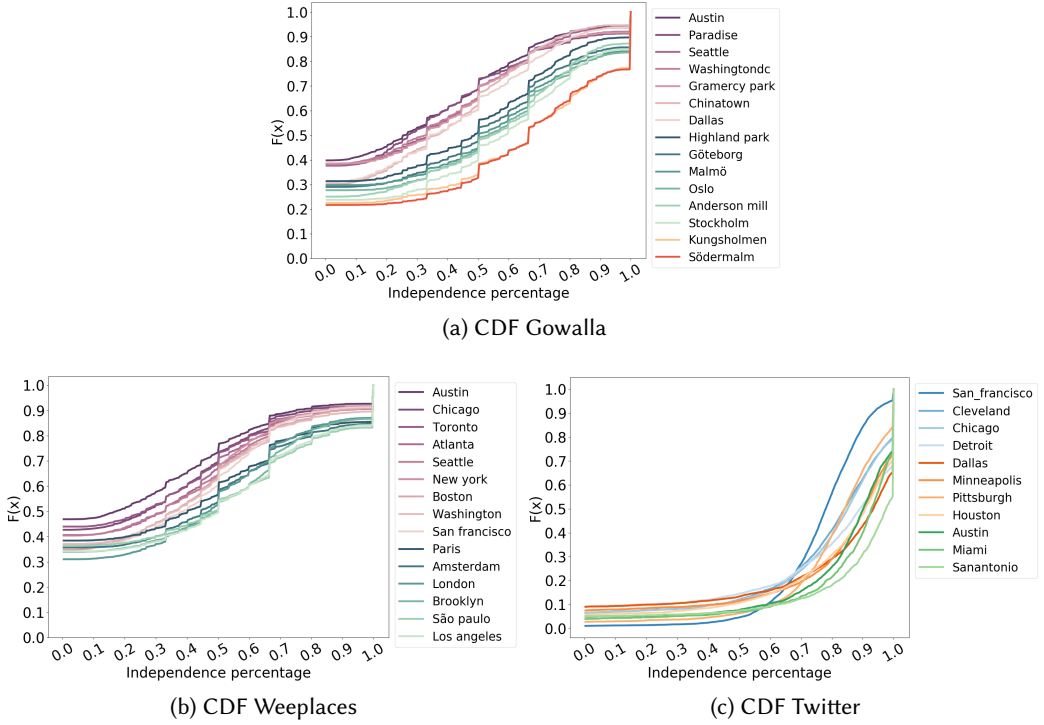 1.0
0.9
0.8
0.7
0.6
0.5
0.4
0.3
0.2
0.1
0.0
F(x)
0.0 0.1 0.2 0.3 0.4 0.5 0.6 0.7 0.8 0.9 1.0
Independence percentage
Austin
Paradise
Seattle
Washingtondc
Gramercy park
Chinatown
Dallas
Highland park
Göteborg
Malmö
Oslo
Anderson mill
Stockholm
Kungsholmen
Södermalm
(a) CDF Gowalla
1.0
0.9
0.8
0.7
0.6
0.5
0.4
0.3
0.2
0.1
0.0
F(x)
0.0 0.1 0.2 0.3 0.4 0.5 0.6 0.7 0.8 0.9 1.0
Independence percentage
Austin
Chicago
Toronto
Atlanta
Seattle
New york
Boston
Washington
San francisco
Paris
Amsterdam
London
Brooklyn
São paulo
Los angeles
(b) CDF Weeplaces
1.0
0.9
0.8
0.7
0.6
0.5
0.4
0.3
0.2
0.1
0.0
F(x)
0.0 0.1 0.2 0.3 0.4 0.5 0.6 0.7 0.8 0.9 1.0
Independence percentage
San_francisco
Cleveland
Chicago
Detroit
Dallas
Minneapolis
Pittsburgh
Houston
Austin
Miami
Sanantonio
(c) CDF Twitter